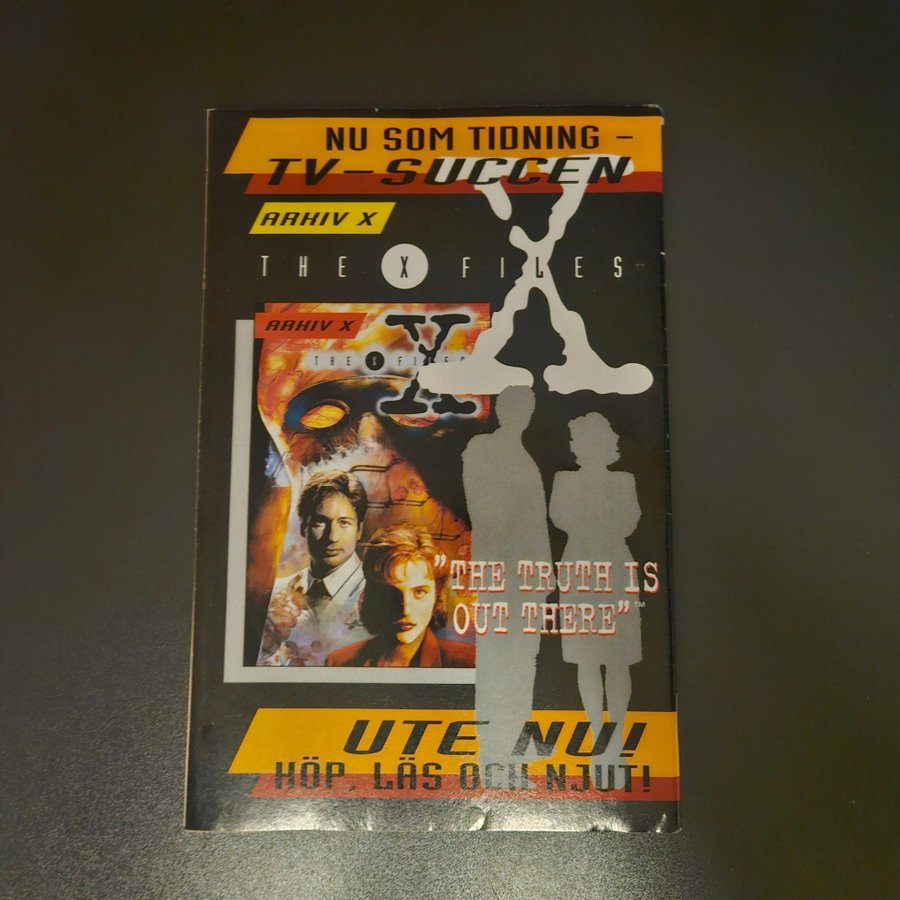 NU SOM TIDNING –
TV-SUCCEN
ARKIV X
THE X FILES
ARKIV X
THE X FILES
X
X
"THE TRUTH IS
OUT THERE"™
UTE NU!
KÖP, LÄS OCH NJUT!